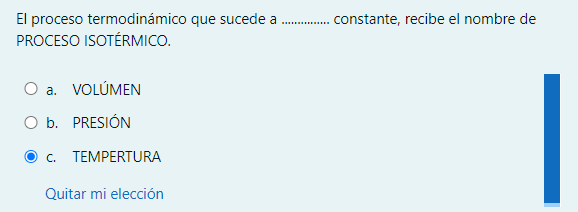 El proceso termodinámico que sucede a ............... constante, recibe el nombre de
PROCESO ISOTÉRMICO.
a. VOLÚMEN
b. PRESIÓN
c. TEMPERTURA
Quitar mi elección